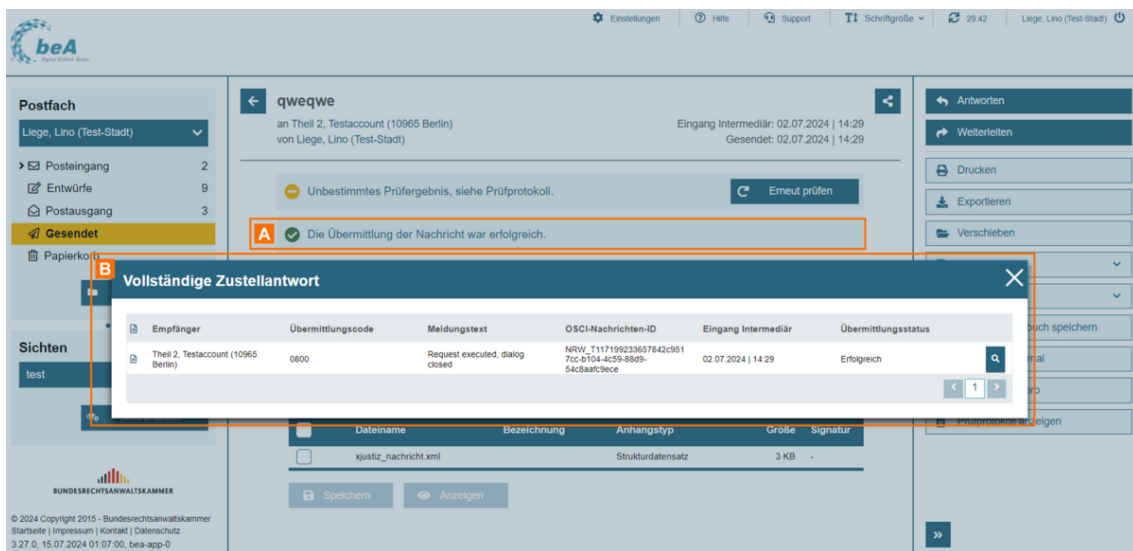 Einstellungen Hilfe Support Schriftgröße 29:42 Liege, Lino (Test-Stadt)
beA
Digital. Einfach. Sicher.
Postfach
Liege, Lino (Test-Stadt)
Posteingang 2
Entwürfe 9
Postausgang 3
Gesendet
Papierkorb
Sichten
test
BUNDESRECHTSANWALTSKAMMER
© 2024 Copyright 2015 - Bundesrechtsanwaltskammer
Startseite | Impressum | Kontakt | Datenschutz
3.27.0, 15.07.2024 01:07:00, bea-app-0
qweqwe
an Theil 2, Testaccount (10965 Berlin) Eingang Intermediär: 02.07.2024 | 14:29
von Liege, Lino (Test-Stadt) Gesendet: 02.07.2024 | 14:29
Unbestimmtes Prüfergebnis, siehe Prüfprotokoll. Erneut prüfen
A Die Übermittlung der Nachricht war erfolgreich.
B
Vollständige Zustellantwort
Empfänger Übermittlungscode Meldungstext OSCI-Nachrichten-ID Eingang Intermediär Übermittlungsstatus
Theil 2, Testaccount (10965
Berlin)
0800
Request executed, dialog
closed
NRW_T117199233657842c951
7cc-b104-4c59-88d9-
54c8aafc9ece
02.07.2024 | 14:29
Erfolgreich
1
Dateiname Bezeichnung Anhangstyp Größe Signatur
xjustiz_nachricht.xml Strukturdatensatz 3 KB -
Speichern Anzeigen
Antworten
Weiterleiten
Drucken
Exportieren
Verschieben
buch speichern
Prüfprotokoll anzeigen